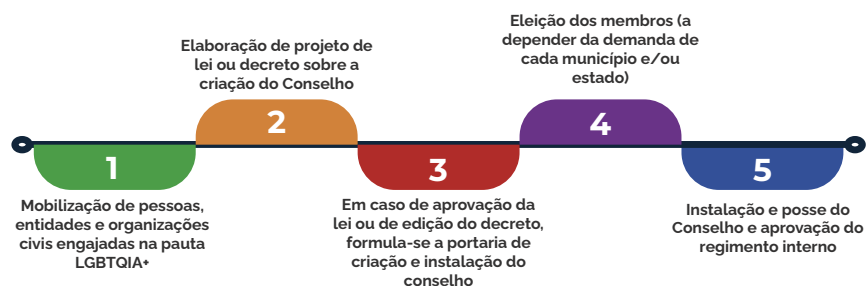 1
Mobilização de pessoas,
entidades e organizações
civis engajadas na pauta
LGBTQIA+
Elaboração de projeto de
lei ou decreto sobre a
criação do Conselho
2
3
Em caso de aprovação da
lei ou de edição do decreto,
formula-se a portaria de
criação e instalação do
conselho
Eleição dos membros (a
depender da demanda de
cada município e/ou
estado)
4
5
Instalação e posse do
Conselho e aprovação do
regimento interno